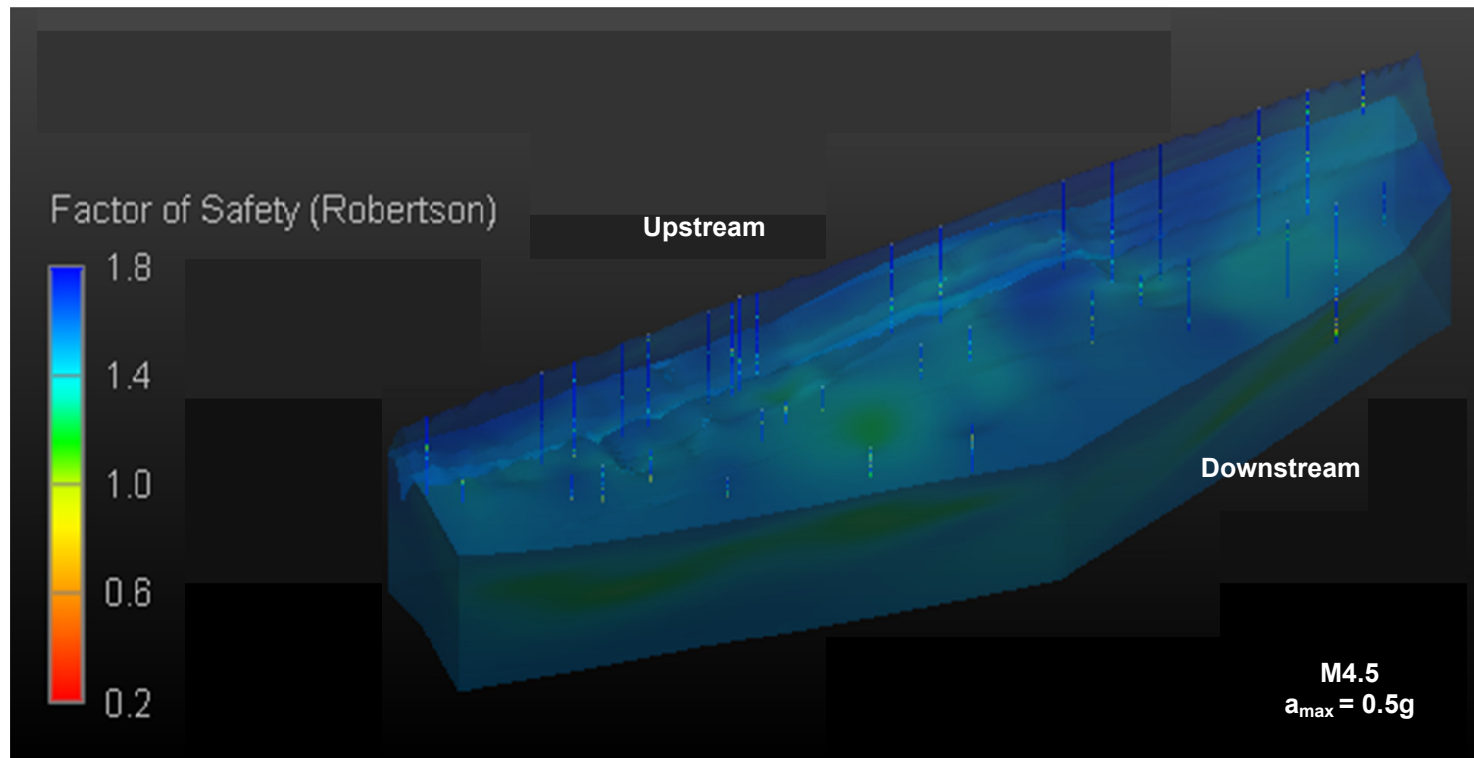 Factor of Safety (Robertson)
1.8
1.4
1.0
0.6
0.2
Upstream
Downstream
M4.5
amax = 0.5g